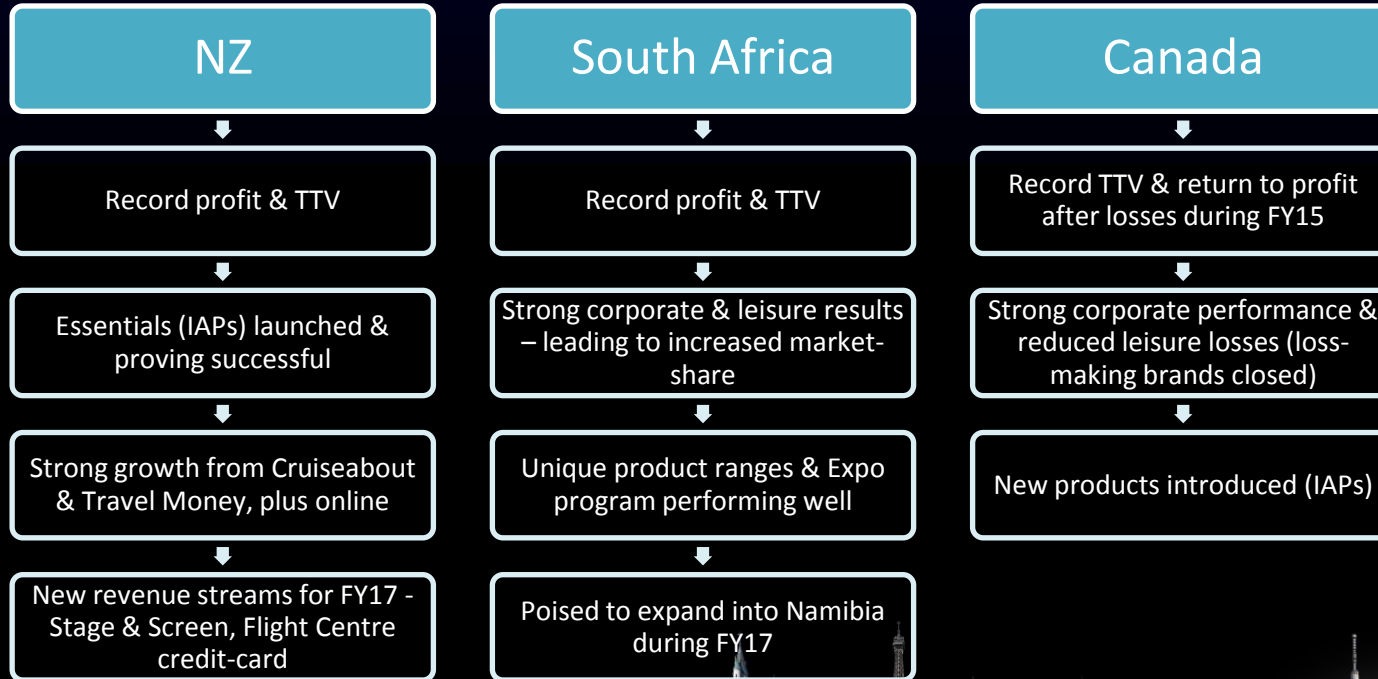 NZ
Record profit & TTV
Essentials (IAPs) launched &
proving successful
Strong growth from Cruiseabout
& Travel Money, plus online
New revenue streams for FY17 -
Stage & Screen, Flight Centre
credit-card
South Africa
Record profit & TTV
Strong corporate & leisure results
– leading to increased market-
share
Unique product ranges & Expo
program performing well
Poised to expand into Namibia
during FY17
Canada
Record TTV & return to profit
after losses during FY15
Strong corporate performance &
reduced leisure losses (loss-
making brands closed)
New products introduced (IAPs)